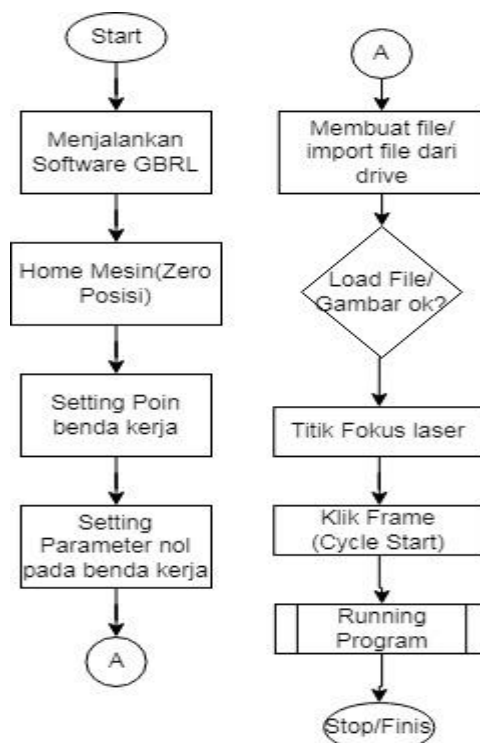 Start
Menjalankan
Software GBRL
Home Mesin(Zero
Posisi)
Setting Poin
benda kerja
Setting
Parameter nol
pada benda kerja
A
A
Membuat file/
import file dari
drive
Load File/
Gambar ok?
Titik Fokus laser
Klik Frame
(Cycle Start)
Running
Program
Stop/Finis